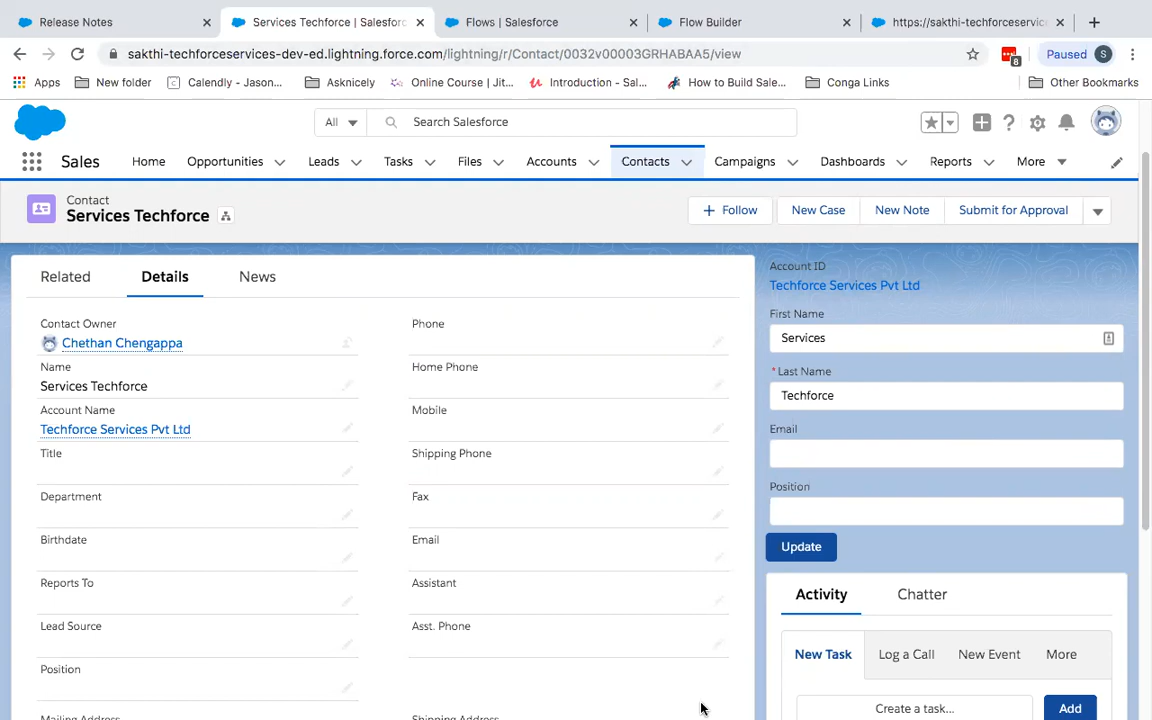 Release Notes
Services Techforce | Salesforc
Flows | Salesforce
Flow Builder
https://sakthi-techforceservic
sakthi-techforceservices-dev-ed.lightning.force.com/lightning/r/Contact/0032v00003GRHABAA5/view
8
Paused
S
Apps
New folder
Calendly - Jason...
Asknicely
Online Course | Jit...
Introduction - Sal...
How to Build Sale...
Conga Links
Other Bookmarks
All
Search Salesforce
Sales
Home
Opportunities
Leads
Tasks
Files
Accounts
Contacts
Campaigns
Dashboards
Reports
More
Contact
Services Techforce
+ Follow
New Case
New Note
Submit for Approval
Related
Details
News
Contact Owner
Chethan Chengappa
Name
Services Techforce
Account Name
Techforce Services Pvt Ltd
Title
Department
Birthdate
Reports To
Lead Source
Position
Mailing Address
Phone
Home Phone
Mobile
Shipping Phone
Fax
Email
Assistant
Asst. Phone
Shipping Address
Account ID
Techforce Services Pvt Ltd
First Name
Services
* Last Name
Techforce
Email
Position
Update
Activity
Chatter
New Task
Log a Call
New Event
More
Create a task...
Add